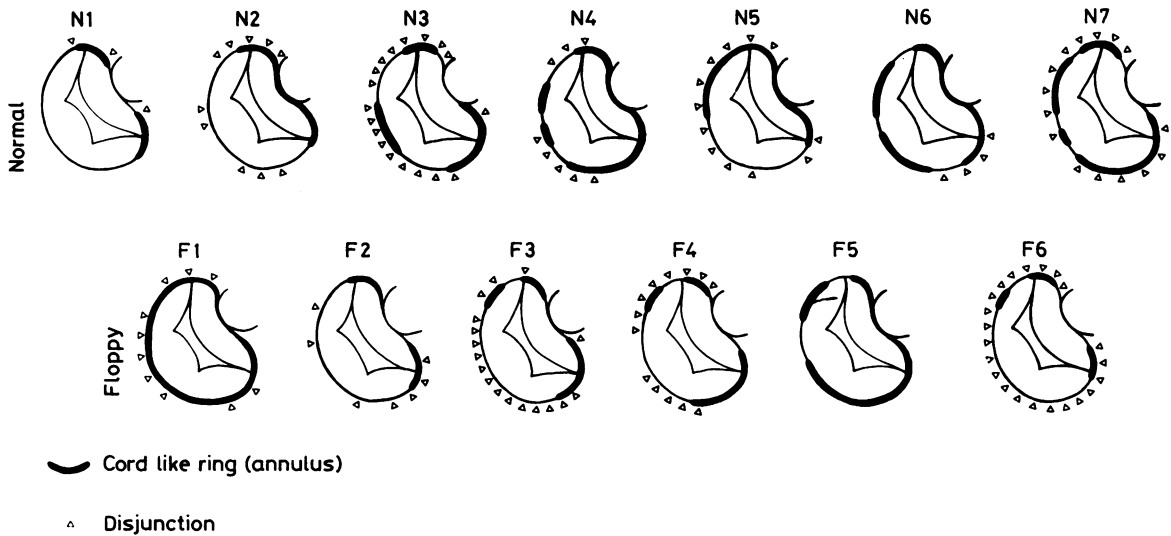 N1 N2 N3 N4 N5 N6 N7
Normal
F1 F2 F3 F4 F5 F6
Floppy
Cord like ring (annulus)
Disjunction